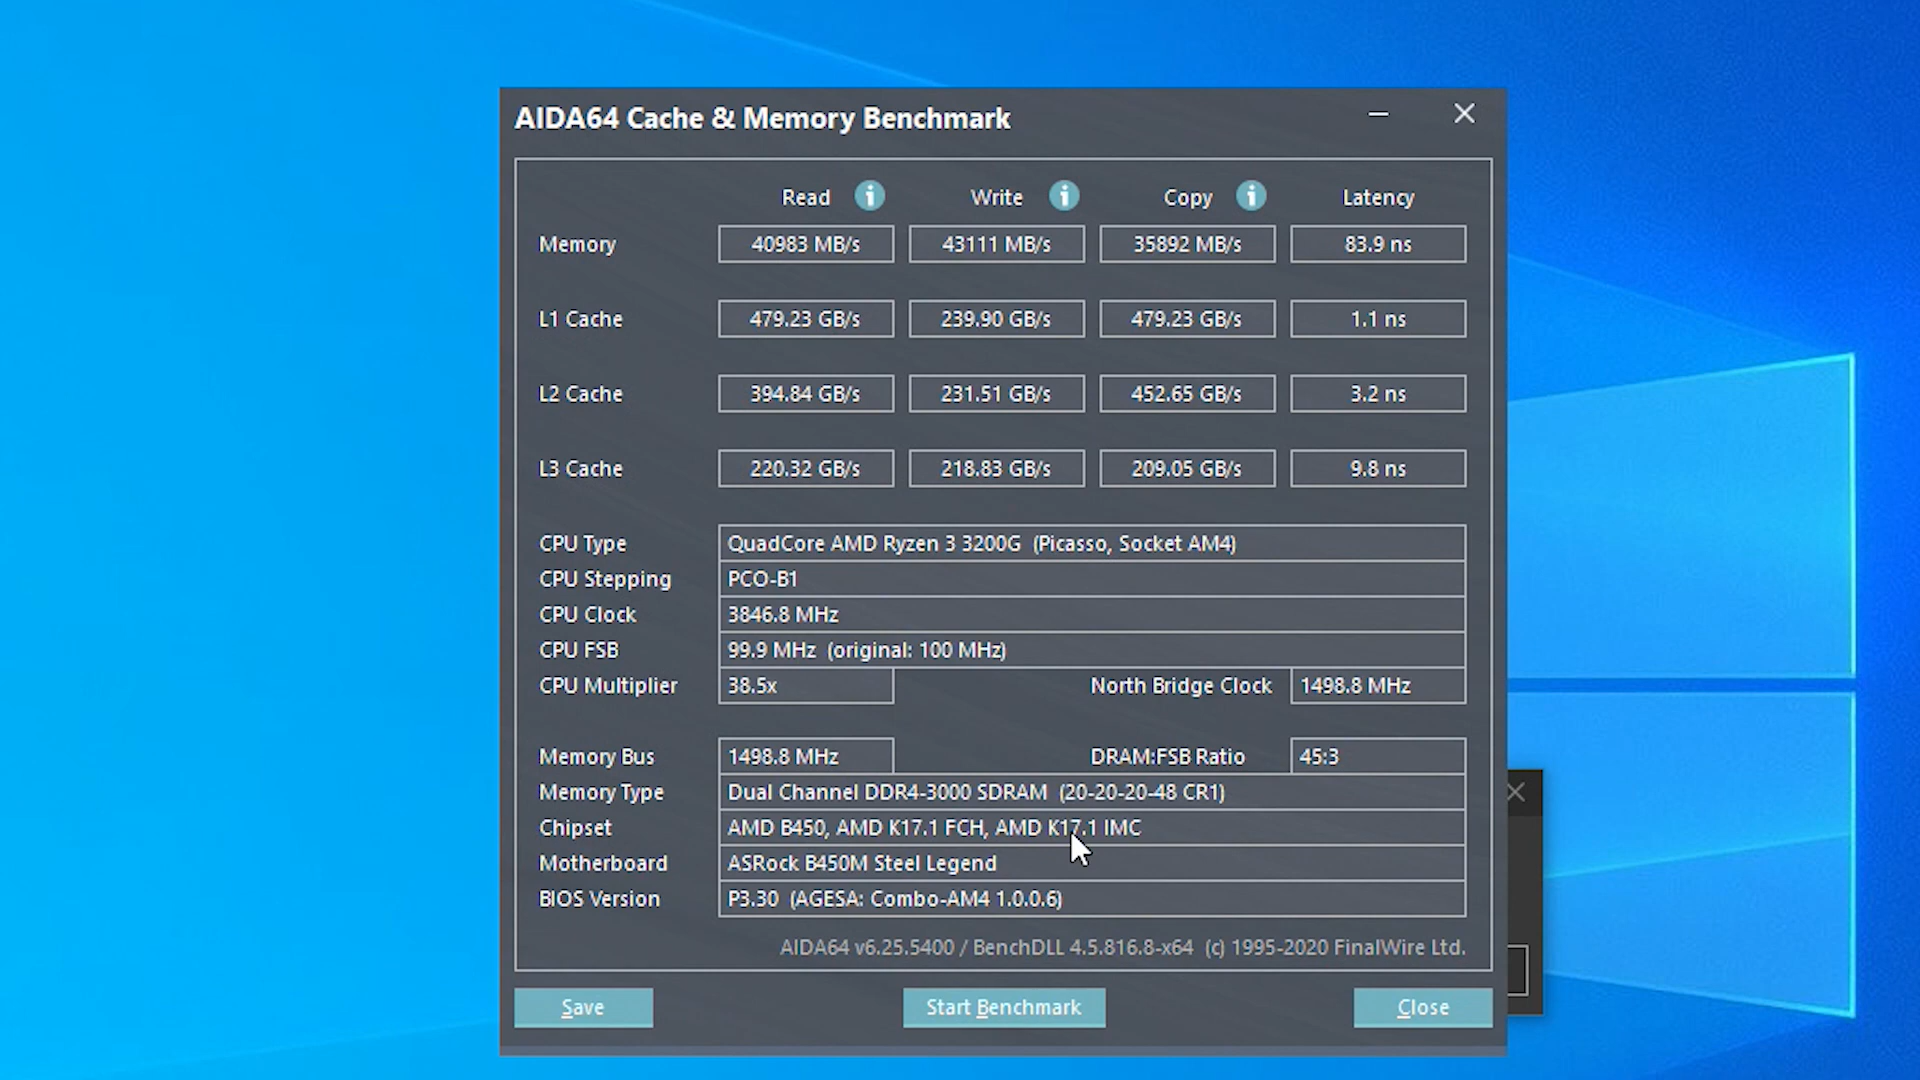 AIDA64 Cache & Memory Benchmark
Read Write Copy Latency
Memory 40983 MB/s 43111 MB/s 35892 MB/s 83.9 ns
L1 Cache 479.23 GB/s 239.90 GB/s 479.23 GB/s 1.1 ns
L2 Cache 394.84 GB/s 231.51 GB/s 452.65 GB/s 3.2 ns
L3 Cache 220.32 GB/s 218.83 GB/s 209.05 GB/s 9.8 ns
CPU Type QuadCore AMD Ryzen 3 3200G (Picasso, Socket AM4)
CPU Stepping PCO-B1
CPU Clock 3846.8 MHz
CPU FSB 99.9 MHz (original: 100 MHz)
CPU Multiplier 38.5x North Bridge Clock 1498.8 MHz
Memory Bus 1498.8 MHz DRAM:FSB Ratio 45:3
Memory Type Dual Channel DDR4-3000 SDRAM (20-20-20-48 CR1)
Chipset AMD B450, AMD K17.1 FCH, AMD K17.1 IMC
Motherboard ASRock B450M Steel Legend
BIOS Version P3.30 (AGESA: Combo-AM4 1.0.0.6)
AIDA64 v6.25.5400 / BenchDLL 4.5.816.8-x64 (c) 1995-2020 FinalWire Ltd.
Save Start Benchmark Close